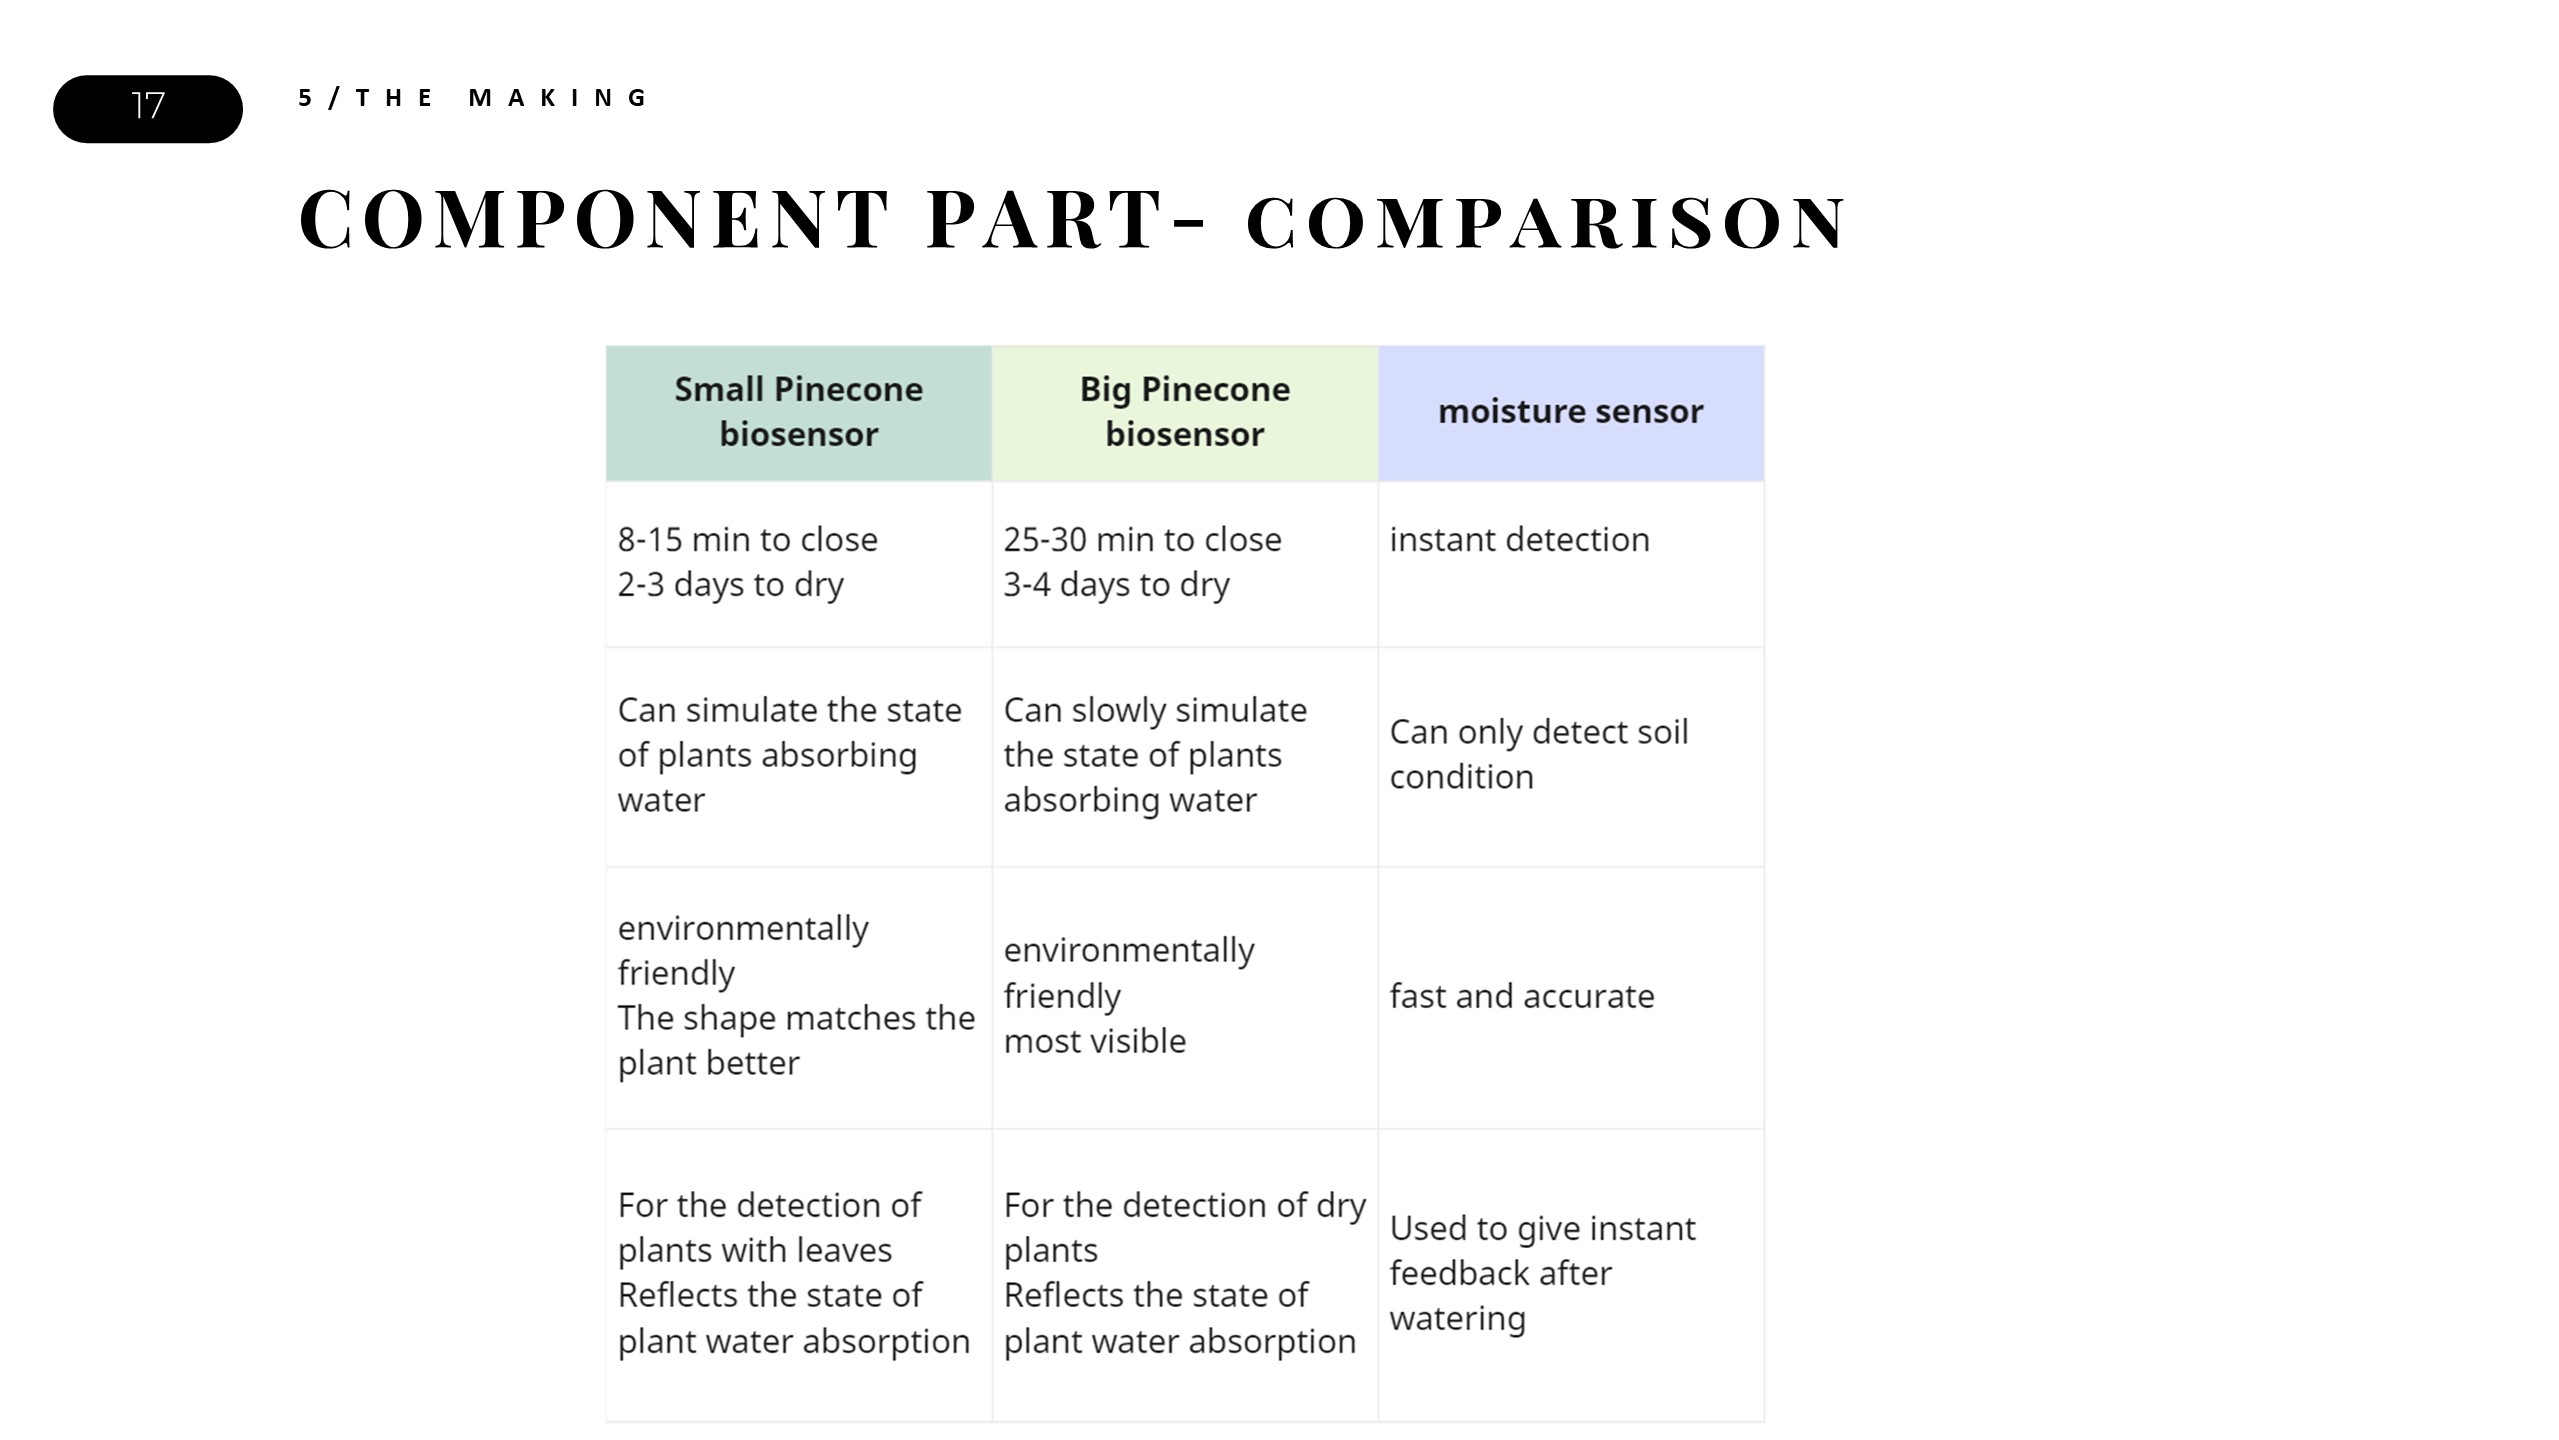 17
5/THE MAKING
COMPONENT PART- COMPARISON
Small Pinecone
biosensor
Big Pinecone
biosensor
moisture sensor
8-15 min to close
2-3 days to dry
25-30 min to close
3-4 days to dry
instant detection
Can simulate the state
of plants absorbing
water
Can slowly simulate
the state of plants
absorbing water
Can only detect soil
condition
environmentally
friendly
The shape matches the
plant better
environmentally
friendly
most visible
fast and accurate
For the detection of
plants with leaves
Reflects the state of
plant water absorption
For the detection of dry
plants
Reflects the state of
plant water absorption
Used to give instant
feedback after
watering